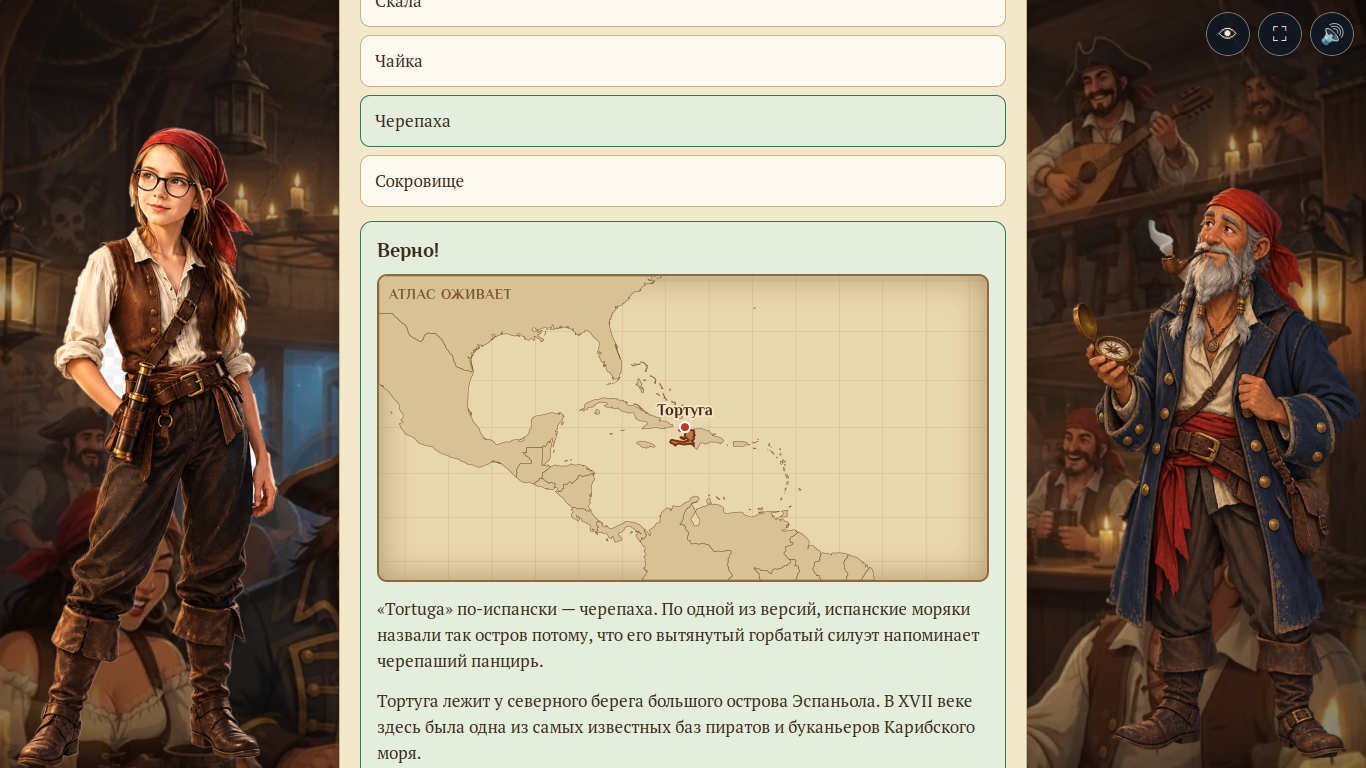 Скала
Чайка
Черепаха
Сокровище
Верно!
АТЛАС ОЖИВАЕТ
Тортуга
«Tortuga» по-испански — черепаха. По одной из версий, испанские моряки
назвали так остров потому, что его вытянутый горбатый силуэт напоминает
черепаший панцирь.
Тортуга лежит у северного берега большого острова Эспаньола. В XVII веке
здесь была одна из самых известных баз пиратов и буканьеров Карибского
моря.